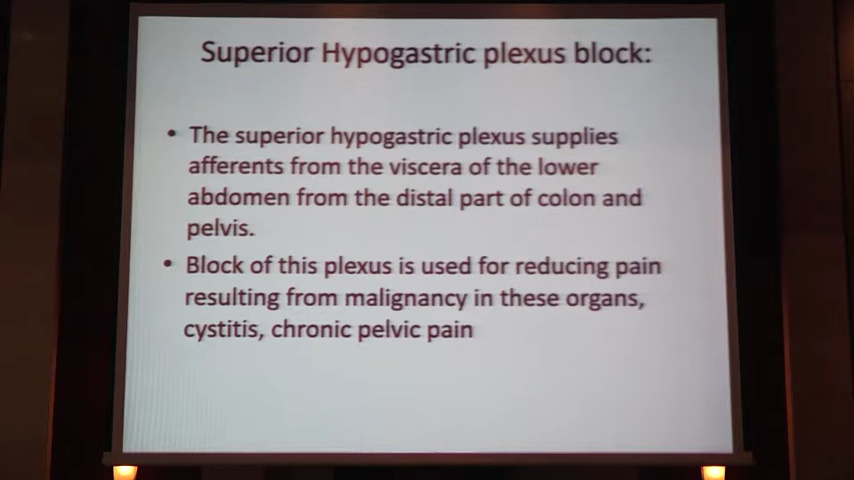 Superior Hypogastric plexus block:
• The superior hypogastric plexus supplies
afferents from the viscera of the lower
abdomen from the distal part of colon and
pelvis.
• Block of this plexus is used for reducing pain
resulting from malignancy in these organs,
cystitis, chronic pelvic pain